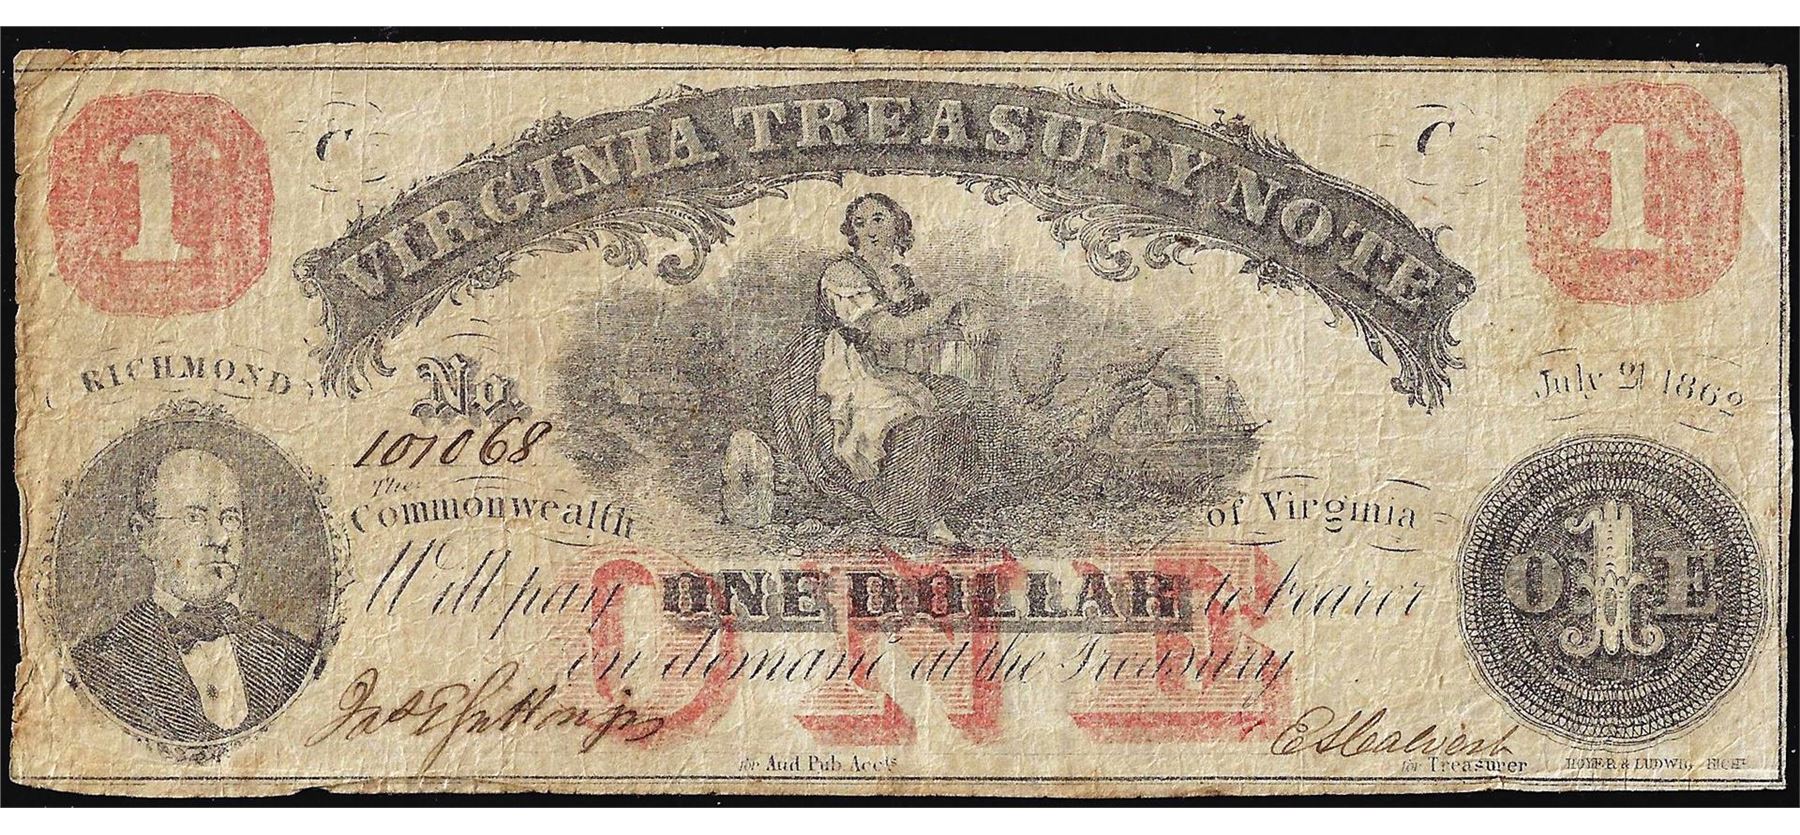 1 C VIRGINIA TREASURY NOTE C 1
RICHMOND
No.
July 21 1862
101068
The
Commonwealth
of Virginia
Will pay ONE DOLLAR to bearer
ONE
on demand at the Treasury
ONE
1
E S Calvert
for Aud Pub Accts
for Treasurer
HOYER & LUDWIG RICHD